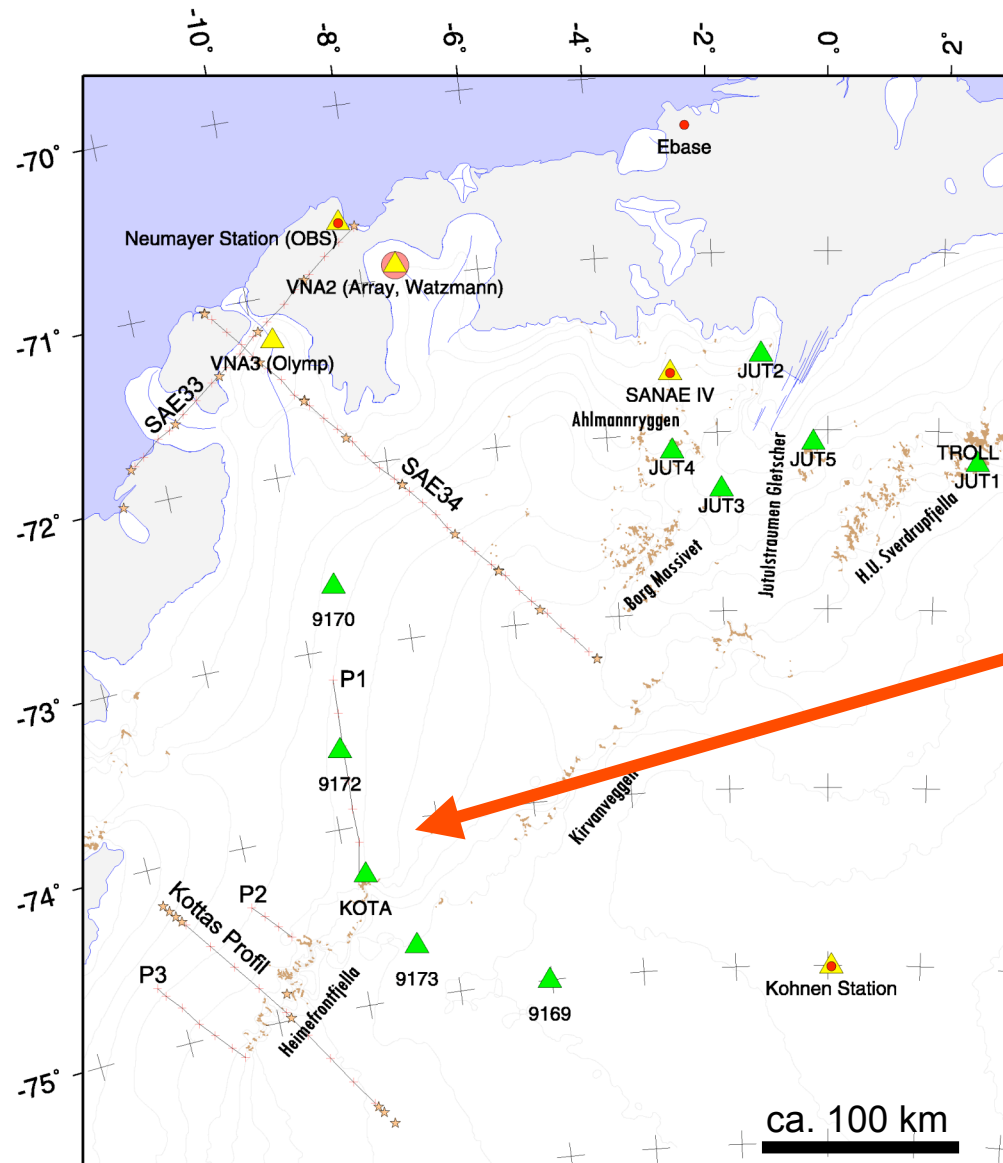 -10˚
-8˚
-6˚
-4˚
-2˚
0˚
2˚
-70˚
Ebase
Neumayer Station (OBS)
VNA2 (Array, Watzmann)
-71˚
VNA3 (Olymp)
JUT2
SAE33
SANAE IV
Ahlmannryggen
JUT4
JUT5
TROLL
JUT1
SAE34
JUT3
-72˚
Jutulstraumen Gletscher
H.U. Sverdrupfjella
Borg Massivet
9170
P1
-73˚
9172
Kirvanveggen
-74˚
P2
KOTA
Kottas Profil
9173
P3
Heimefrontfjella
9169
Kohnen Station
-75˚
ca. 100 km